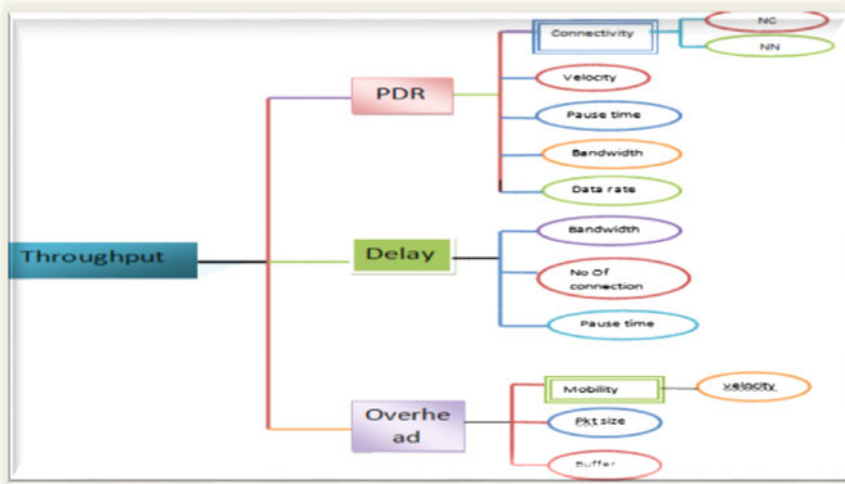 NC
Connectivity
NN
Velocity
PDR
Pause time
Bandwidth
Data rate
Bandwidth
Throughput
Delay
No Of
connection
Pause time
Mobility
velocity
Overhe
ad
Pkt size
Buffer